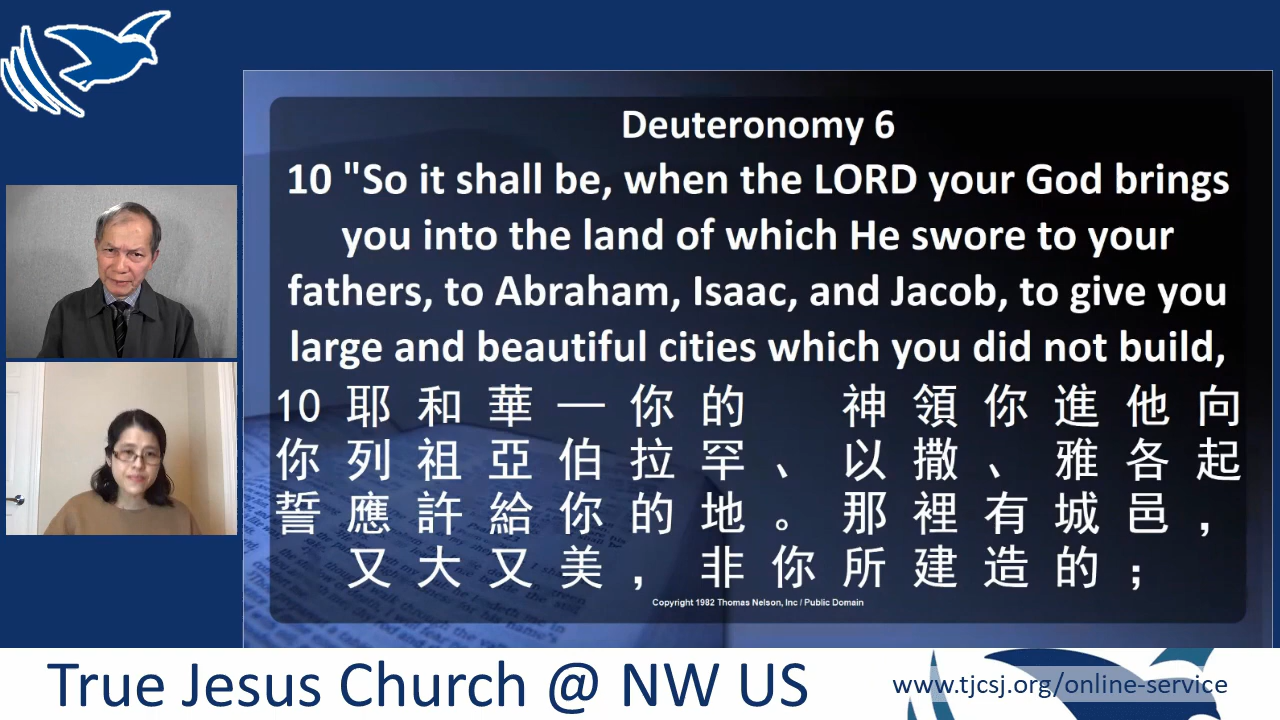 Deuteronomy 6
10 "So it shall be, when the LORD your God brings
you into the land of which He swore to your
fathers, to Abraham, Isaac, and Jacob, to give you
large and beautiful cities which you did not build,
10 耶和華—你的 神領你進他向
你列祖亞伯拉罕、以撒、雅各起
誓應許給你的地。那裡有城邑，
又大又美，非你所建造的；
Copyright 1982 Thomas Nelson, Inc / Public Domain
True Jesus Church @ NW US
www.tjcsj.org/online-service